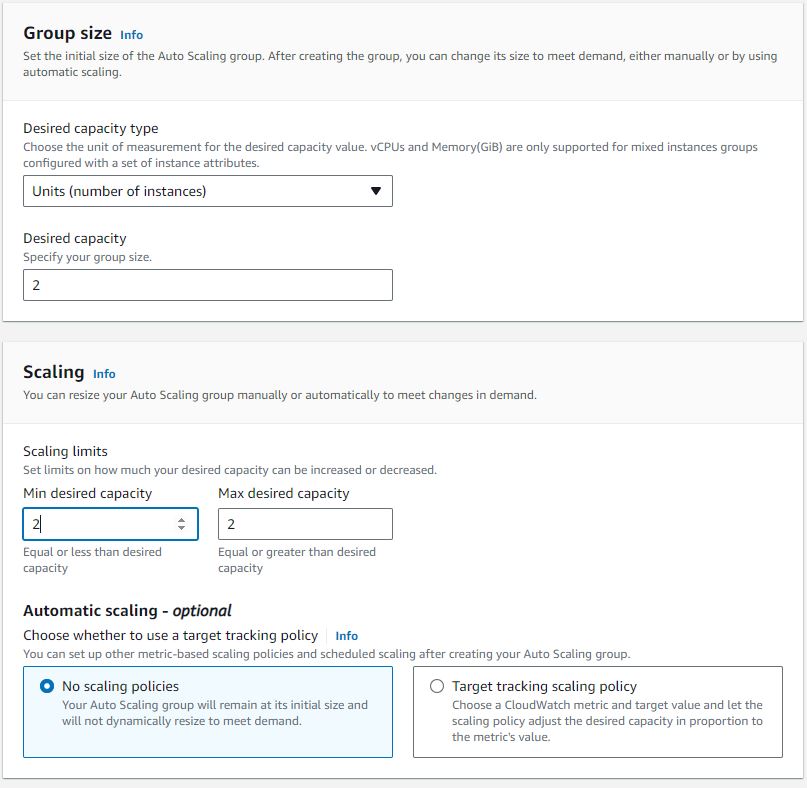 Group size Info
Set the initial size of the Auto Scaling group. After creating the group, you can change its size to meet demand, either manually or by using
automatic scaling.
Desired capacity type
Choose the unit of measurement for the desired capacity value. vCPUs and Memory(GiB) are only supported for mixed instances groups
configured with a set of instance attributes.
Units (number of instances)
Desired capacity
Specify your group size.
2
Scaling Info
You can resize your Auto Scaling group manually or automatically to meet changes in demand.
Scaling limits
Set limits on how much your desired capacity can be increased or decreased.
Min desired capacity
2
Equal or less than desired
capacity
Max desired capacity
2
Equal or greater than desired
capacity
Automatic scaling - optional
Choose whether to use a target tracking policy Info
You can set up other metric-based scaling policies and scheduled scaling after creating your Auto Scaling group.
No scaling policies
Your Auto Scaling group will remain at its initial size and
will not dynamically resize to meet demand.
Target tracking scaling policy
Choose a CloudWatch metric and target value and let the
scaling policy adjust the desired capacity in proportion to
the metric's value.